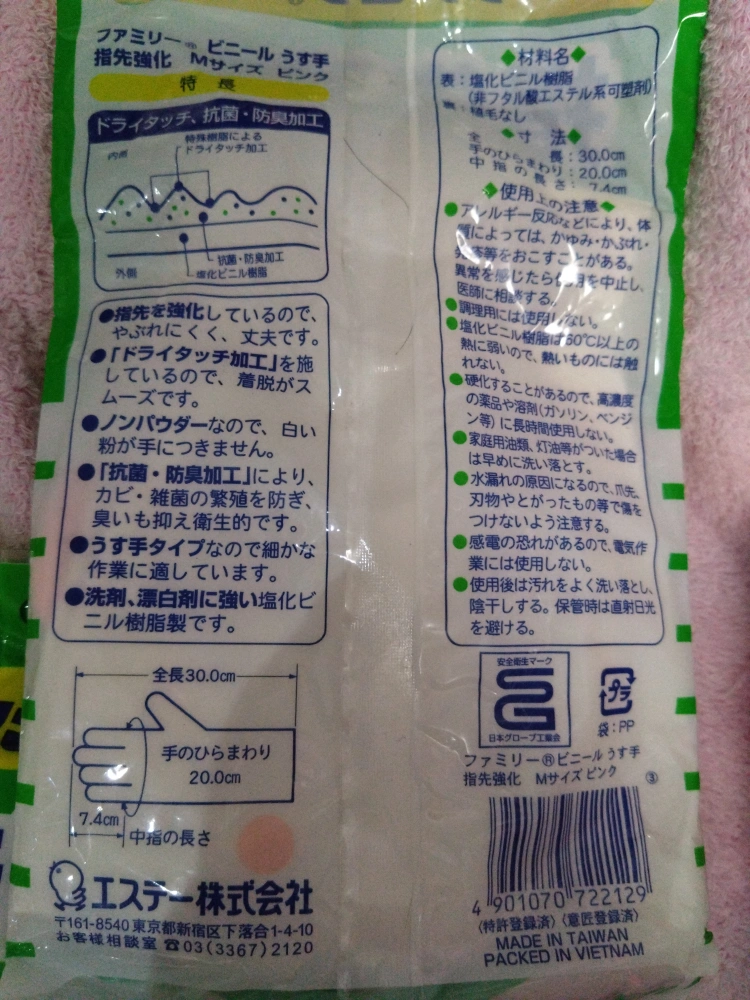 ファミリー® ビニール うす手
指先強化 Mサイズ ピンク
特長
ドライタッチ、抗菌・防臭加工
特殊樹脂による
ドライタッチ加工
内側
抗菌・防臭加工
塩化ビニル樹脂
外側
●指先を強化しているので、
やぶれにくく、丈夫です。
●「ドライタッチ加工」を施
しているので、着脱がス
ムーズです。
●ノンパウダーなので、白い
粉が手につきません。
●「抗菌・防臭加工」により、
カビ・雑菌の繁殖を防ぎ、
臭いも抑え衛生的です。
●うす手タイプなので細かな
作業に適しています。
●洗剤、漂白剤に強い塩化ビ
ニル樹脂製です。
全長30.0cm
手のひらまわり
20.0cm
7.4cm
中指の長さ
エステー株式会社
〒161-8540 東京都新宿区下落合1-4-10
お客様相談室 ☎03(3367)2120
◆材料名◆
表:塩化ビニル樹脂
(非フタル酸エステル系可塑剤)
裏:植毛なし
◆寸法◆
全長:30.0cm
手のひらまわり:20.0cm
中指の長さ:7.4cm
◆使用上の注意◆
●アレルギー反応などにより、体
質によっては、かゆみ・かぶれ・
発疹等をおこすことがある。
異常を感じたら使用を中止し、
医師に相談する。
●調理用には使用しない。
●塩化ビニル樹脂は60℃以上の
熱に弱いので、熱いものには触
れない。
●硬化することがあるので、高濃度
の薬品や溶剤(ガソリン、ベンジ
ン等)に長時間使用しない。
●家庭用油類、灯油等がついた場合
は早めに洗い落とす。
●水漏れの原因になるので、爪先、
刃物やとがったもの等で傷を
つけないよう注意する。
●感電の恐れがあるので、電気作
業には使用しない。
●使用後は汚れをよく洗い落とし、
陰干しする。保管時は直射日光
を避ける。
安全衛生マーク
SG
日本グローブ工業会
プラ
袋:PP
ファミリー®ビニール うす手
指先強化 Mサイズ ピンク ③
4 901070 722129
〈特許登録済〉〈意匠登録済〉
MADE IN TAIWAN
PACKED IN VIETNAM